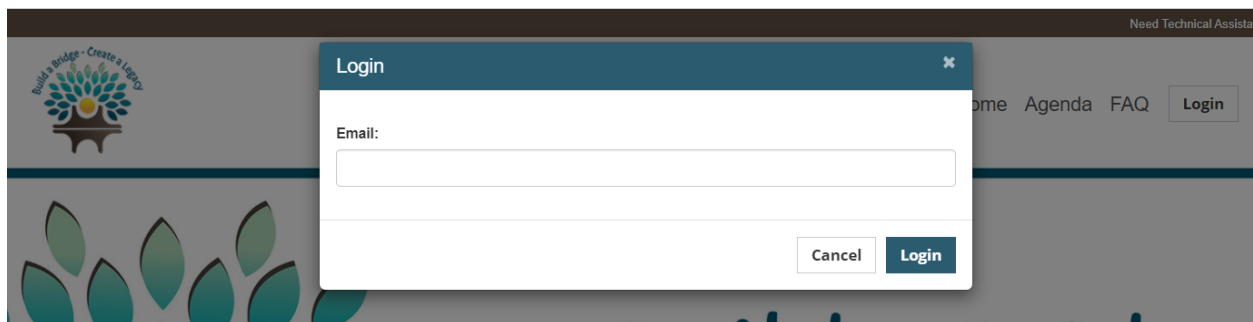 Need Technical Assista
Build a Bridge - Create a Legacy
Login
ome Agenda FAQ Login
Email:
Cancel Login